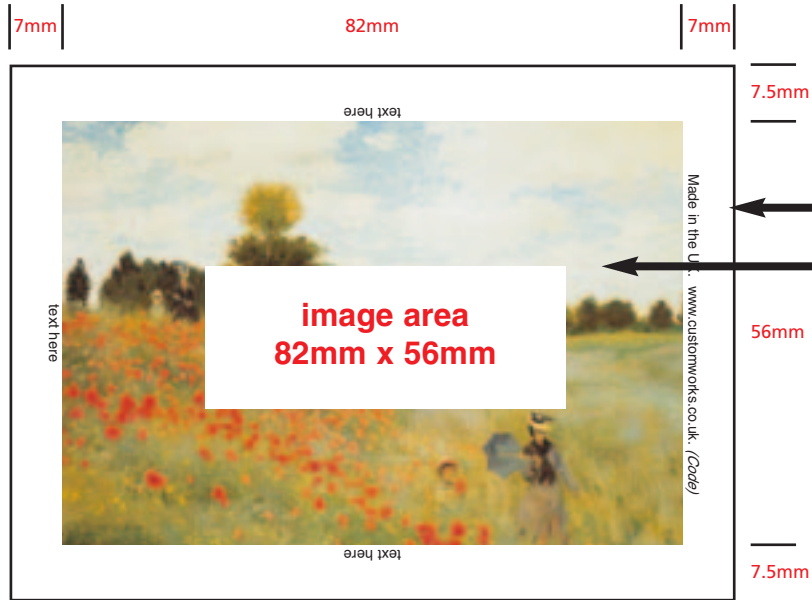 7mm
82mm
7mm
7.5mm
text here
Made in the UK. www.customworks.co.uk. (Code)
image area
82mm x 56mm
text here
56mm
text here
7.5mm